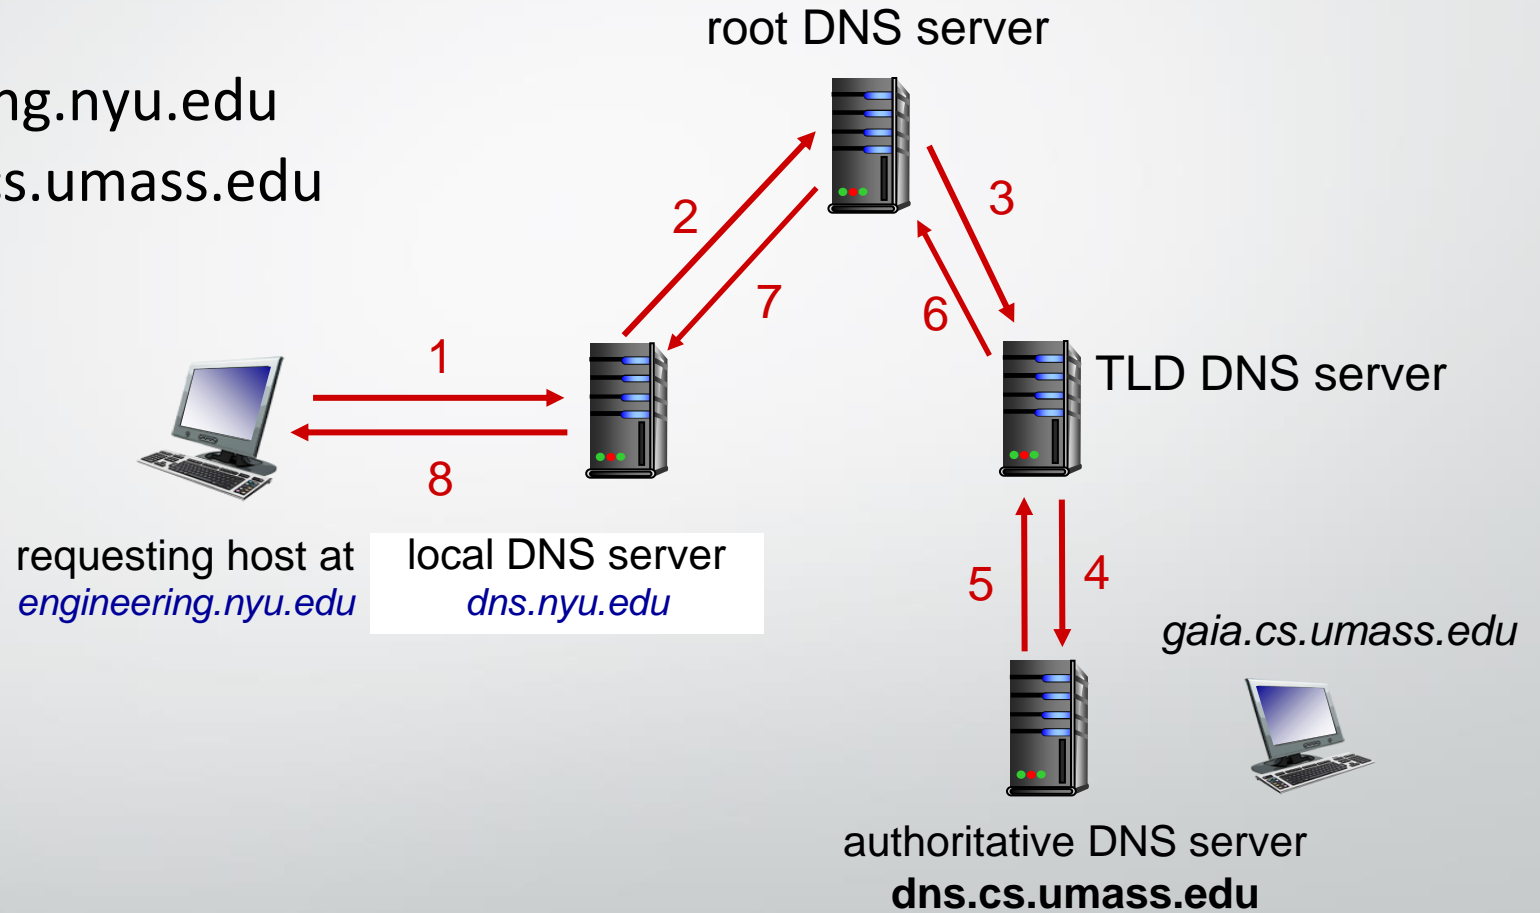 root DNS server
ng.nyu.edu
cs.umass.edu
2
3
7
6
1
TLD DNS server
8
requesting host at
engineering.nyu.edu
local DNS server
dns.nyu.edu
5
4
gaia.cs.umass.edu
authoritative DNS server
dns.cs.umass.edu